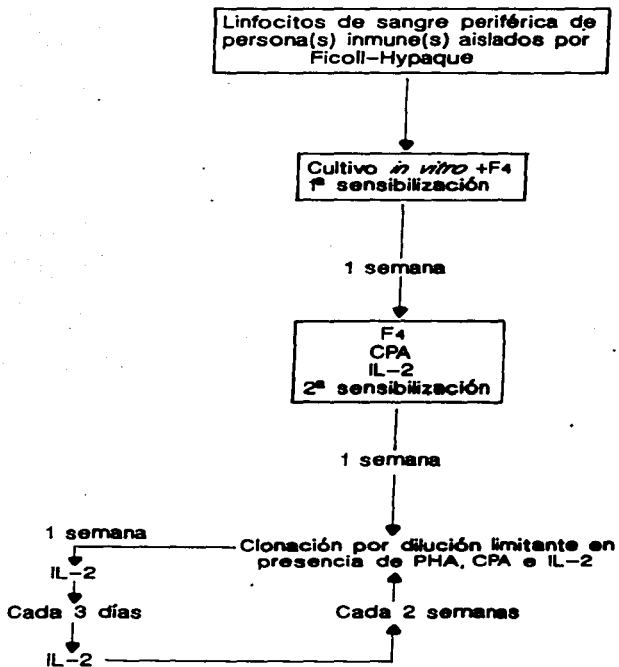 Linfocitos de sangre periférica de
persona(s) inmune(s) aislados por
Ficoll-Hypaque
Cultivo in vitro +F4
1ª sensibilización
1 semana
F4
CPA
IL-2
2ª sensibilización
1 semana
Clonación por dilución limitante en
presencia de PHA, CPA e IL-2
1 semana
IL-2
Cada 3 días
IL-2
Cada 2 semanas